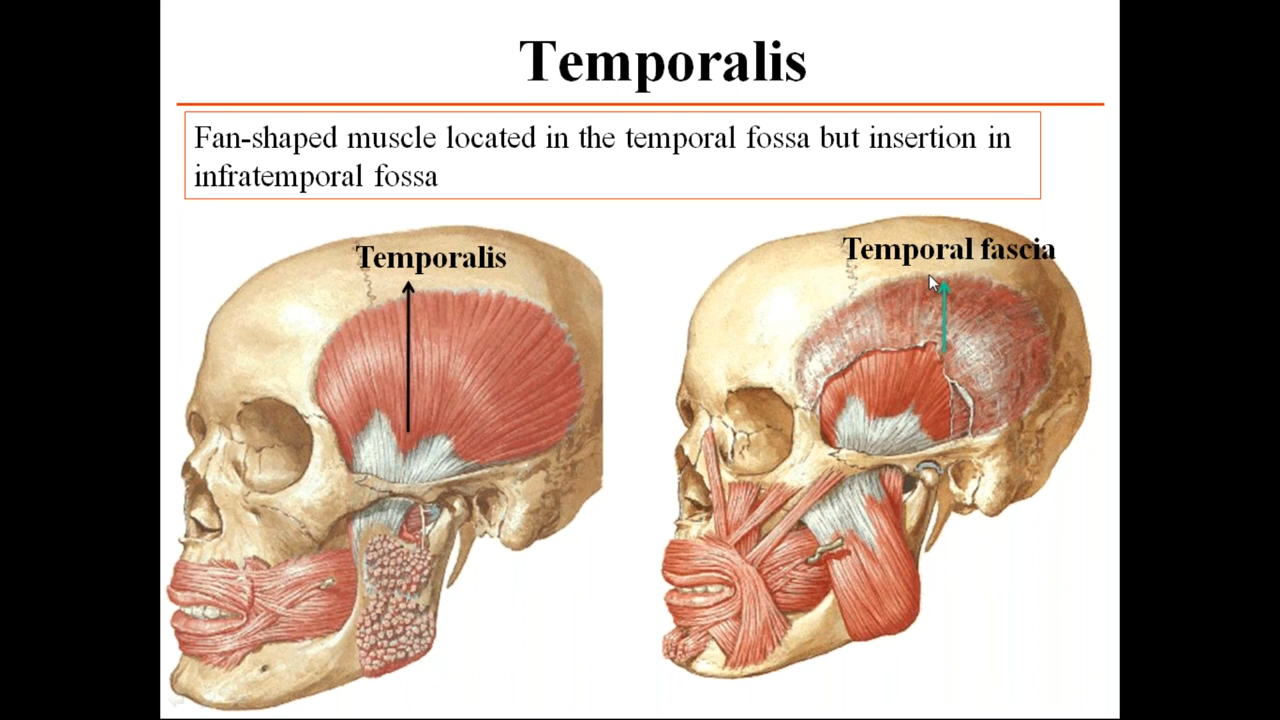 Temporalis
Fan-shaped muscle located in the temporal fossa but insertion in
infratemporal fossa
Temporalis
Temporal fascia